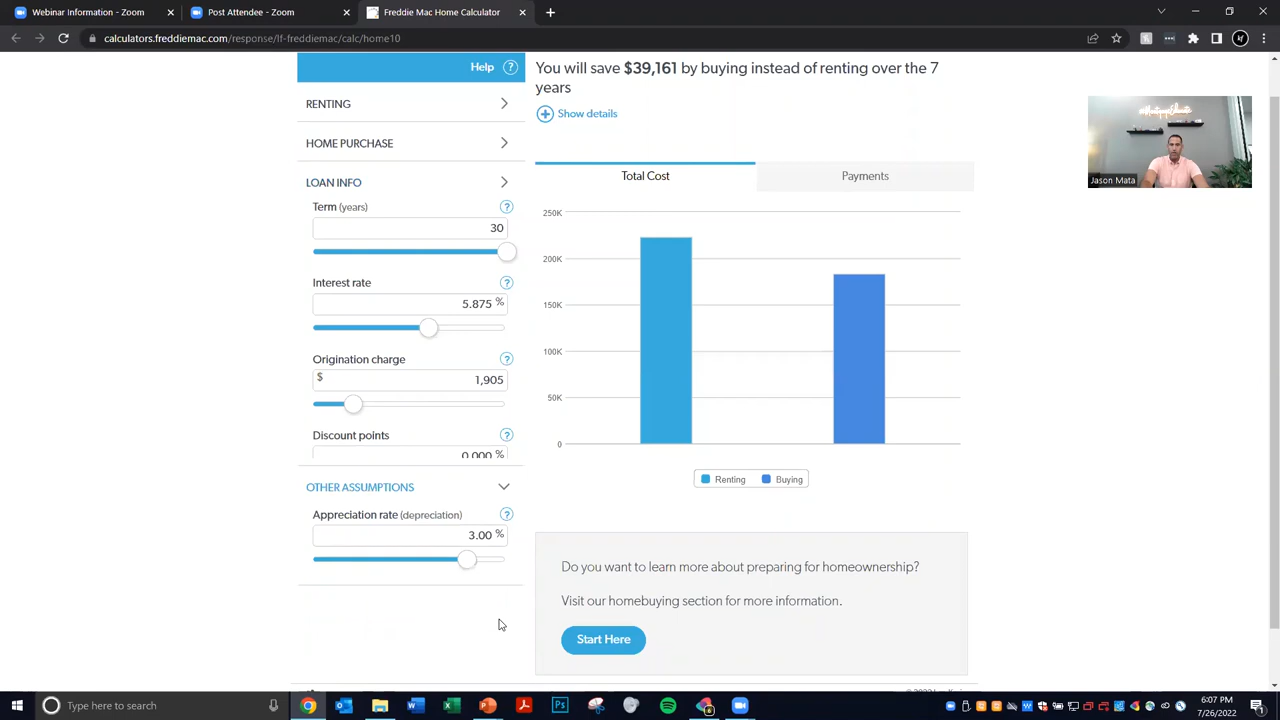 Webinar Information - Zoom
Post Attendee - Zoom
Freddie Mac Home Calculator
calculators.freddiemac.com/response/lf-freddiemac/calc/home10
Help ?
You will save $39,161 by buying instead of renting over the 7
years
Show details
RENTING
HOME PURCHASE
LOAN INFO
Term (years) ?
30
Interest rate ?
5.875 %
Origination charge ?
$ 1,905
Discount points ?
0.000 %
OTHER ASSUMPTIONS
Appreciation rate (depreciation) ?
3.00 %
Total Cost
Payments
250K
200K
150K
100K
50K
0
Renting Buying
Do you want to learn more about preparing for homeownership?
Visit our homebuying section for more information.
Start Here
Jason Mata
Type here to search
6:07 PM
7/26/2022